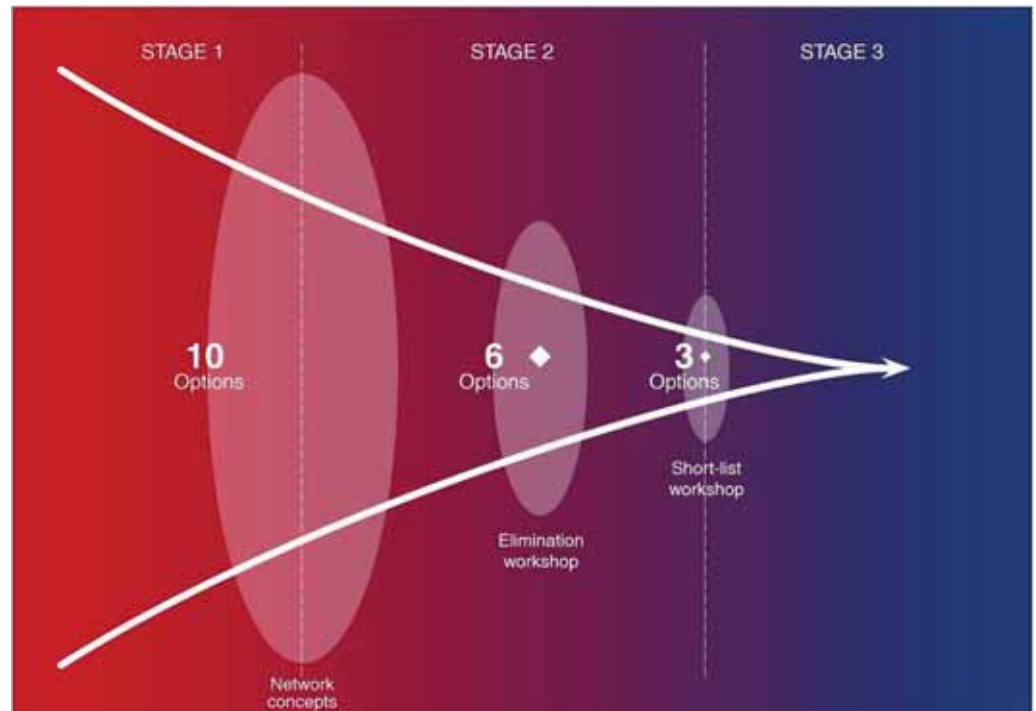 STAGE 1
STAGE 2
STAGE 3
10
Options
6
Options
3
Options
Short-list
workshop
Elimination
workshop
Network
concepts